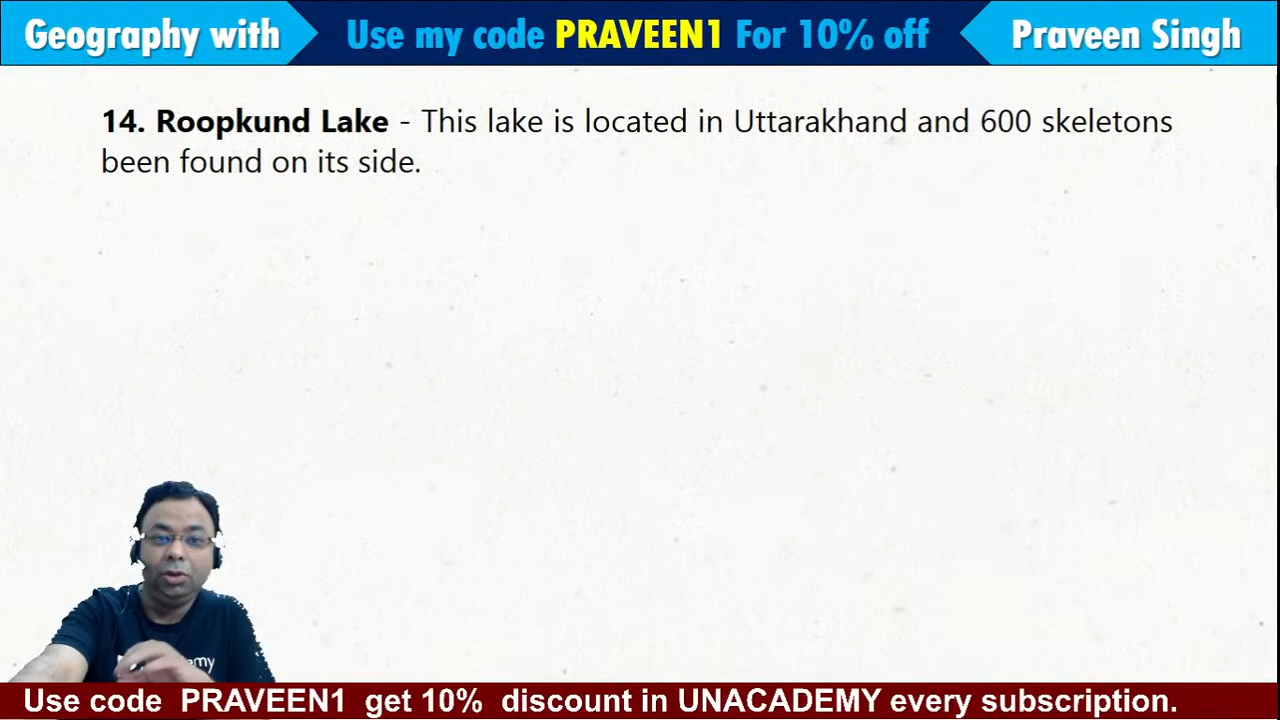 Geography with
Use my code PRAVEEN1 For 10% off
Praveen Singh
14. Roopkund Lake - This lake is located in Uttarakhand and 600 skeletons
been found on its side.
Use code PRAVEEN1 get 10% discount in UNACADEMY every subscription.